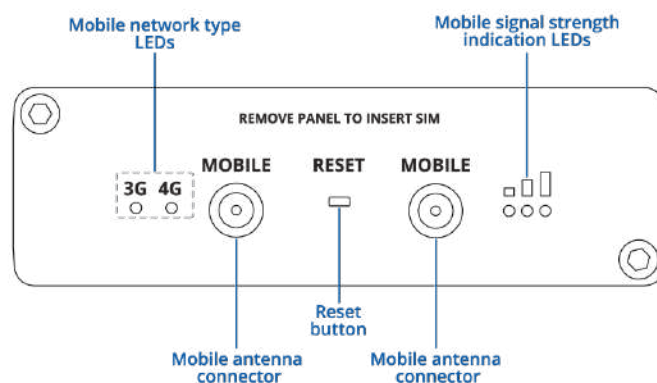 Mobile network type
LEDs
Mobile signal strength
indication LEDs
REMOVE PANEL TO INSERT SIM
MOBILE RESET MOBILE
3G 4G
Reset
button
Mobile antenna
connector
Mobile antenna
connector